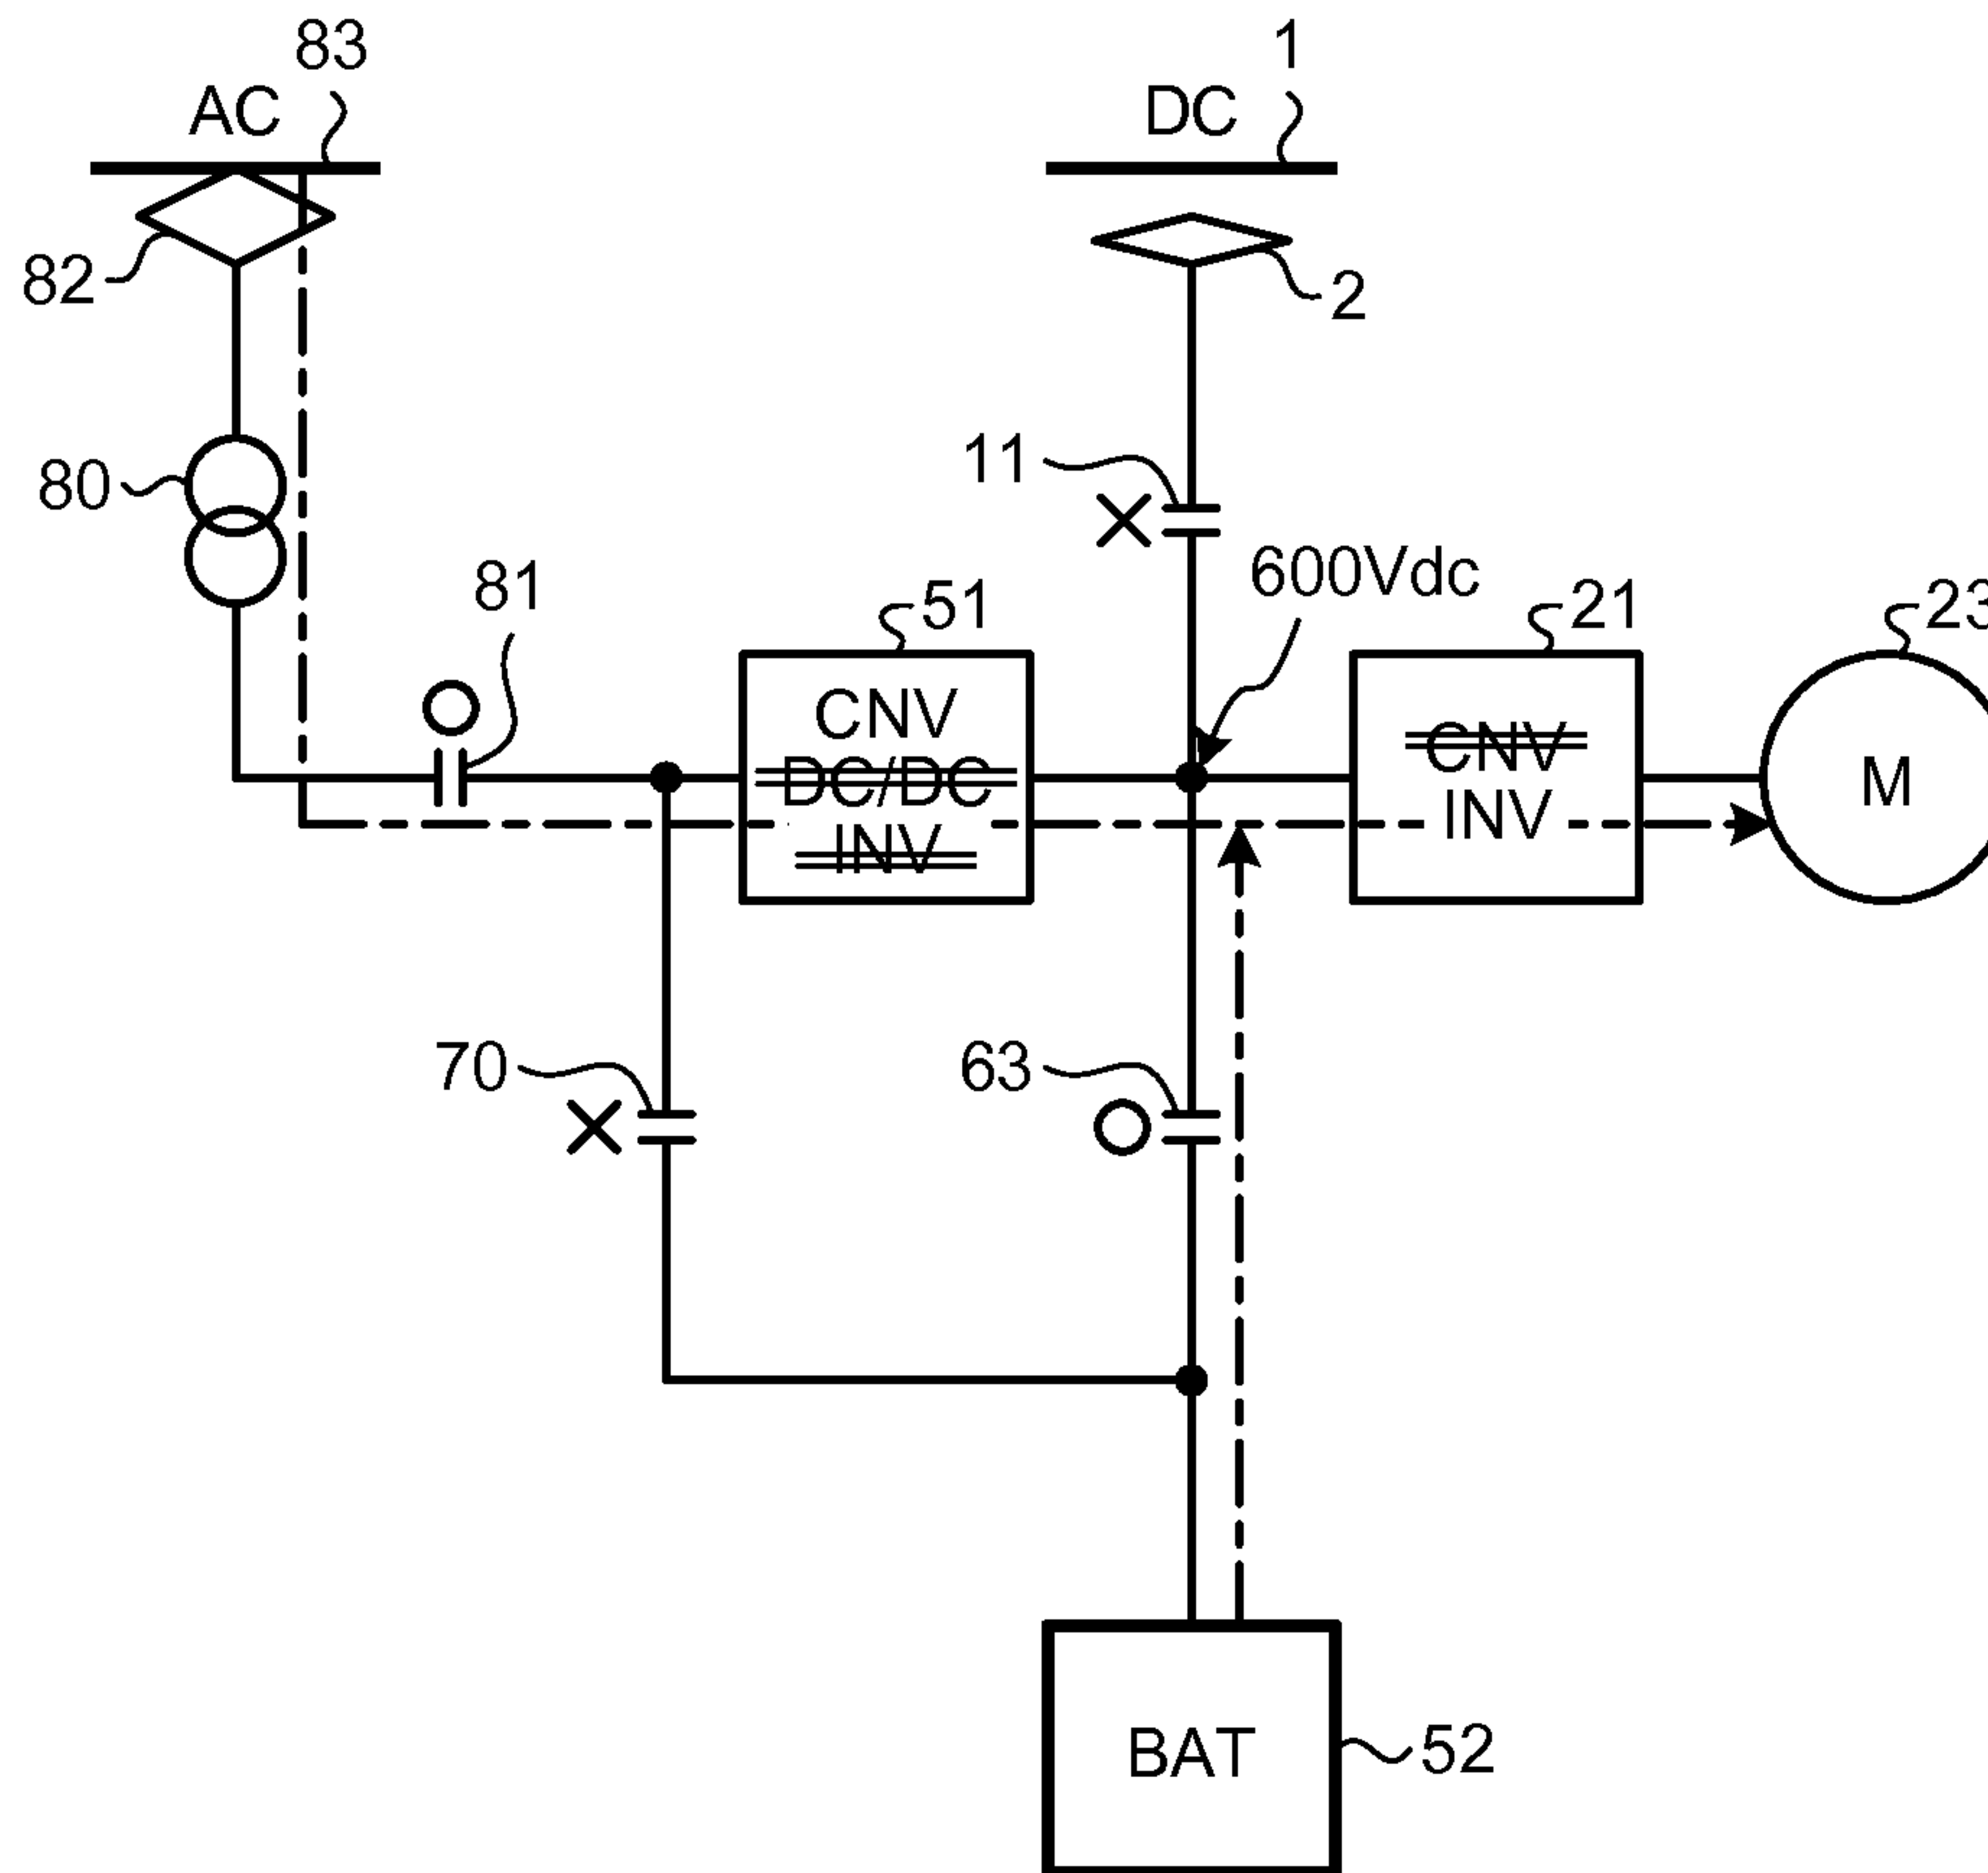 83
1
AC
DC
82
2
11
80
81
600Vdc
51
21
23
CNV
DC/DC
INV
CNV
INV
M
70
63
BAT
52